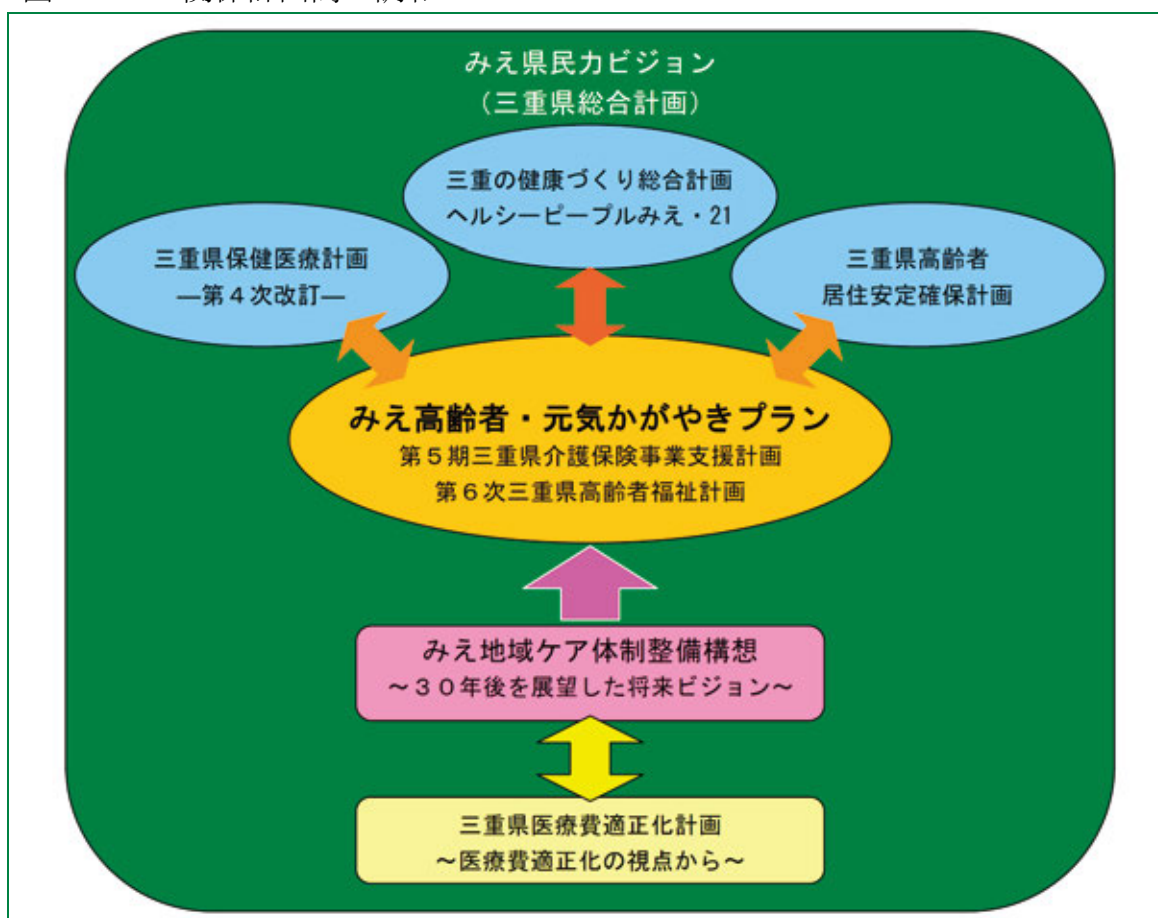 みえ県民力ビジョン
（三重県総合計画）
三重の健康づくり総合計画
ヘルシーピープルみえ・21
三重県保健医療計画
―第４次改訂―
三重県高齢者
居住安定確保計画
みえ高齢者・元気かがやきプラン
第５期三重県介護保険事業支援計画
第６次三重県高齢者福祉計画
みえ地域ケア体制整備構想
～３０年後を展望した将来ビジョン～
三重県医療費適正化計画
～医療費適正化の視点から～